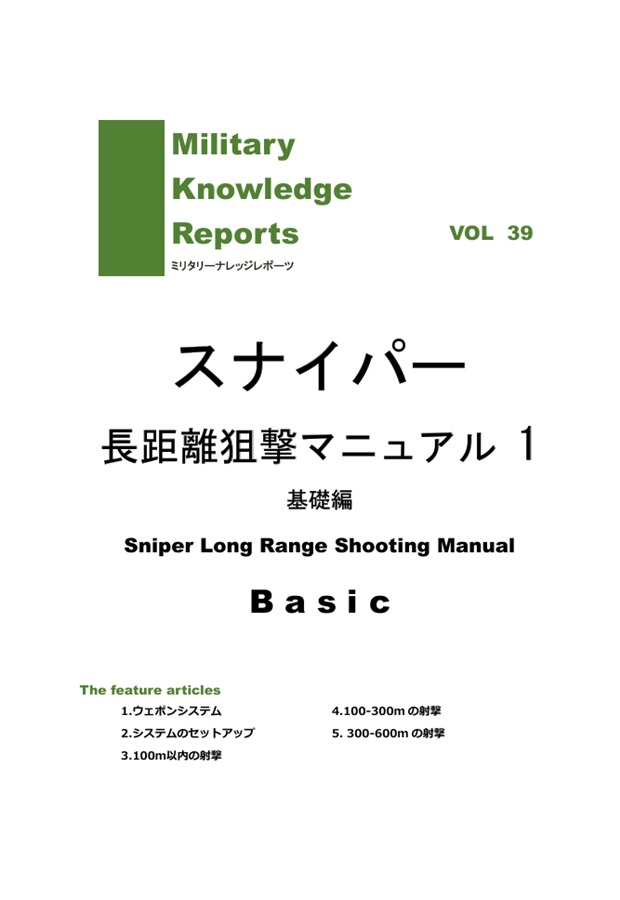 Military
Knowledge
Reports
VOL 39
ミリタリーナレッジレポーツ
スナイパー
長距離狙撃マニュアル 1
基礎編
Sniper Long Range Shooting Manual
Basic
The feature articles
1.ウェポンシステム
2.システムのセットアップ
3.100m以内の射撃
4.100-300m の射撃
5. 300-600m の射撃